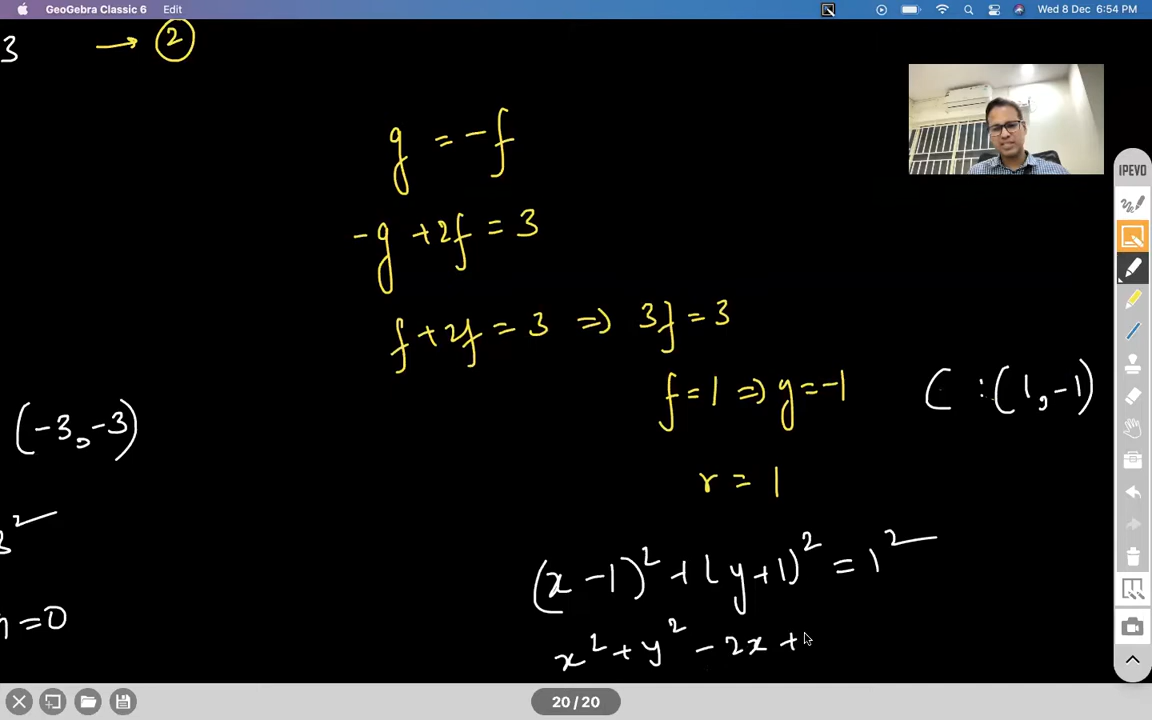 GeoGebra Classic 6 Edit Wed 8 Dec 6:54 PM
3 → 2
g = -f
-g + 2f = 3
f + 2f = 3 => 3f = 3
f = 1 => g = -1
C : (1, -1)
(-3, -3)
r = 1
(x - 1)² + (y + 1)² = 1²
= 0
x² + y² - 2x +
IPEVO
20 / 20